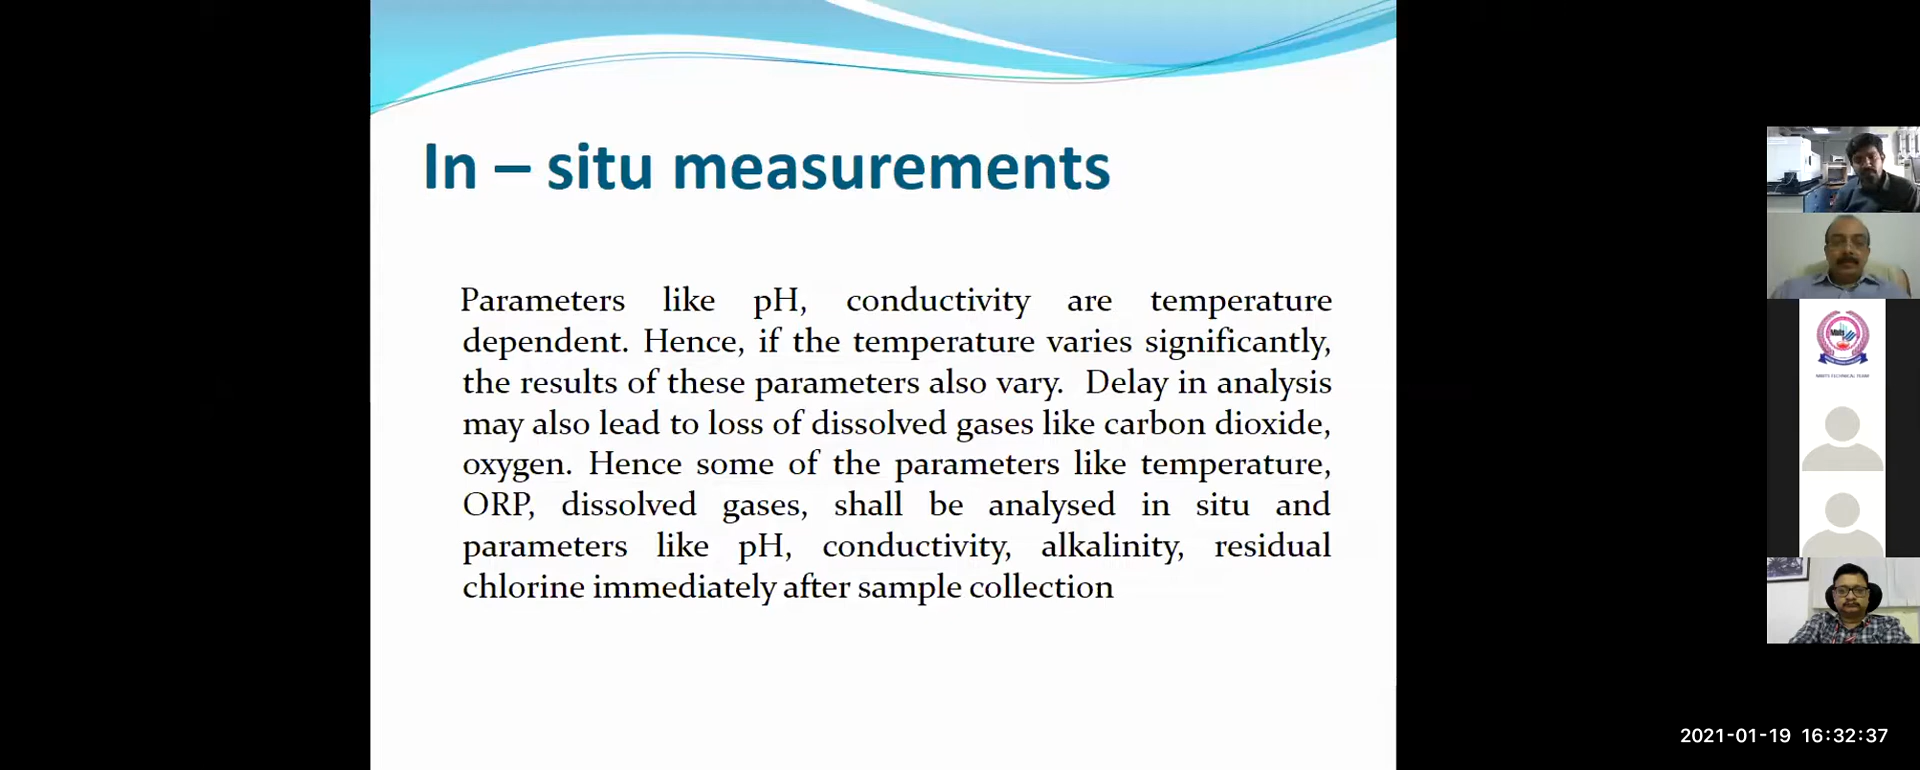 In – situ measurements
Parameters like pH, conductivity are temperature
dependent. Hence, if the temperature varies significantly,
the results of these parameters also vary. Delay in analysis
may also lead to loss of dissolved gases like carbon dioxide,
oxygen. Hence some of the parameters like temperature,
ORP, dissolved gases, shall be analysed in situ and
parameters like pH, conductivity, alkalinity, residual
chlorine immediately after sample collection
2021-01-19 16:32:37